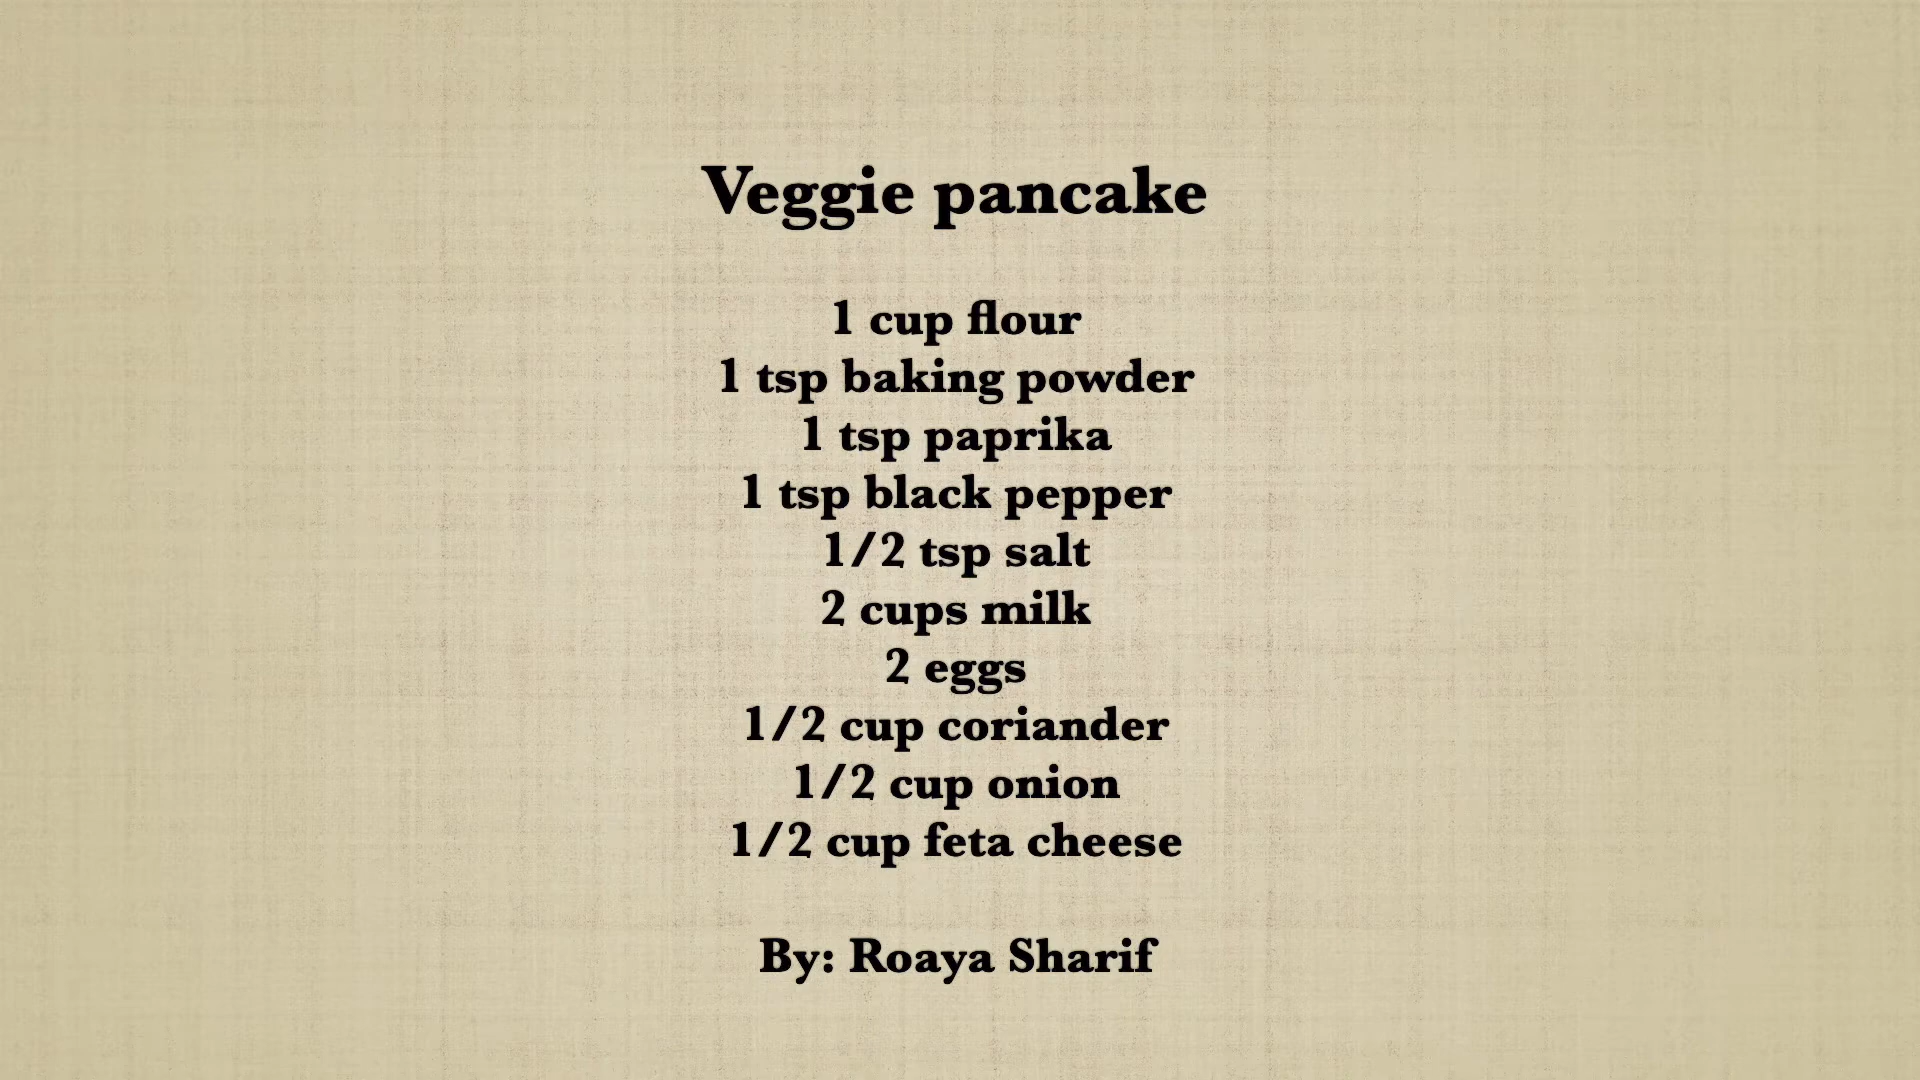 Veggie pancake
1 cup flour
1 tsp baking powder
1 tsp paprika
1 tsp black pepper
1/2 tsp salt
2 cups milk
2 eggs
1/2 cup coriander
1/2 cup onion
1/2 cup feta cheese
By: Roaya Sharif